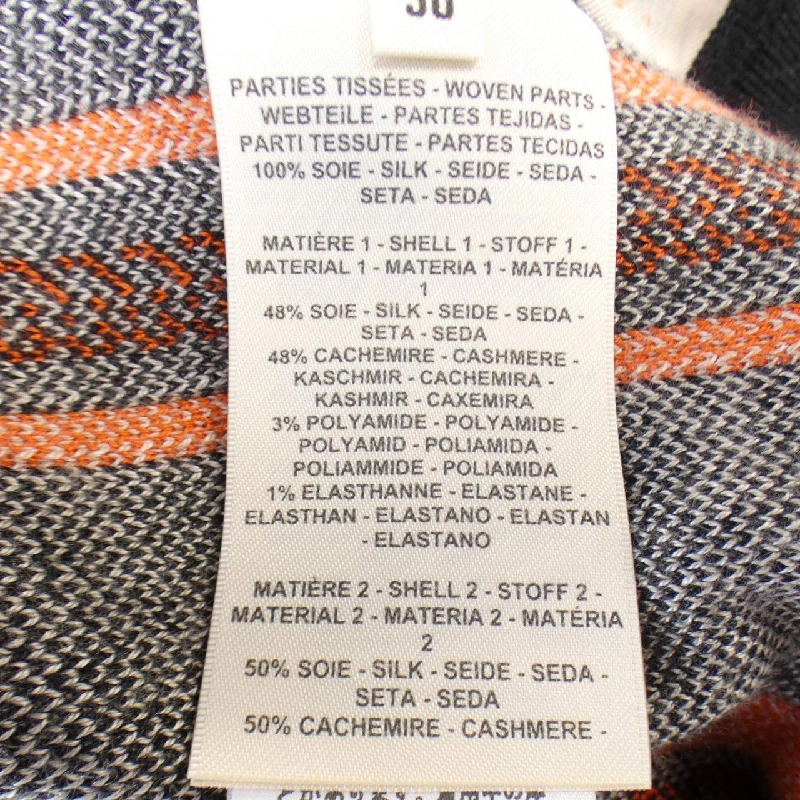 PARTIES TISSÉES - WOVEN PARTS -
WEBTEILE - PARTES TEJIDAS -
PARTI TESSUTE - PARTES TECIDAS
100% SOIE - SILK - SEIDE - SEDA -
SETA - SEDA
MATIÈRE 1 - SHELL 1 - STOFF 1 -
MATERIAL 1 - MATERIA 1 - MATÉRIA
1
48% SOIE - SILK - SEIDE - SEDA -
SETA - SEDA
48% CACHEMIRE - CASHMERE -
KASCHMIR - CACHEMIRA -
KASHMIR - CAXEMIRA
3% POLYAMIDE - POLYAMIDE -
POLYAMID - POLIAMIDA -
POLIAMMIDE - POLIAMIDA
1% ELASTHANNE - ELASTANE -
ELASTHAN - ELASTANO - ELASTAN
- ELASTANO
MATIÈRE 2 - SHELL 2 - STOFF 2 -
MATERIAL 2 - MATERIA 2 - MATÉRIA
2
50% SOIE - SILK - SEIDE - SEDA -
SETA - SEDA
50% CACHEMIRE - CASHMERE -